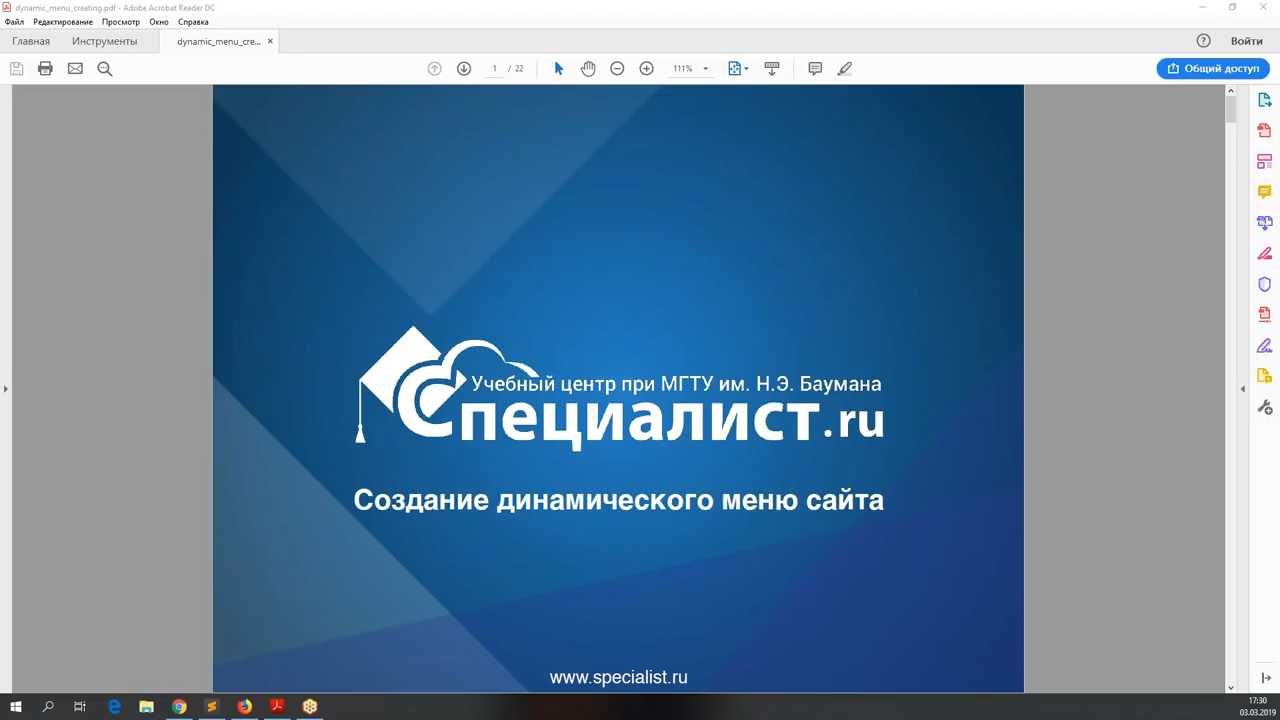 dynamic_menu_creating.pdf - Adobe Acrobat Reader DC
Файл Редактирование Просмотр Окно Справка
Главная Инструменты dynamic_menu_cre... × Войти
1 / 22 111% Общий доступ
Учебный центр при МГТУ им. Н.Э. Баумана
Специалист.ru
Создание динамического меню сайта
www.specialist.ru
17:30
03.03.2019